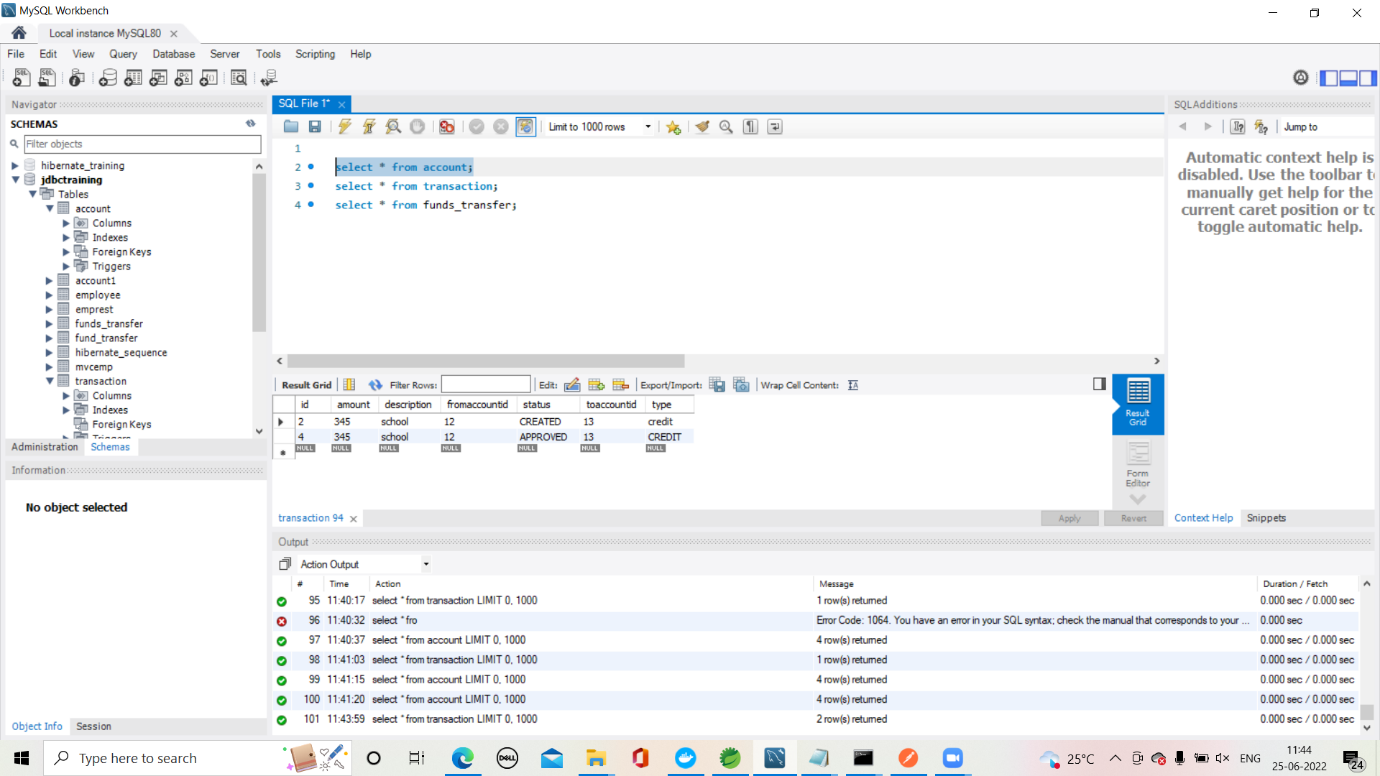 MySQL Workbench
Local instance MySQL80
File Edit View Query Database Server Tools Scripting Help
Navigator
SCHEMAS
Filter objects
hibernate_training
jdbctraining
Tables
account
Columns
Indexes
Foreign Keys
Triggers
account1
employee
emprest
funds_transfer
fund_transfer
hibernate_sequence
mvcemp
transaction
Columns
Indexes
Foreign Keys
Triggers
Administration Schemas
Information
No object selected
Object Info Session
SQL File 1*
Limit to 1000 rows
1
2 select * from account;
3 select * from transaction;
4 select * from funds_transfer;
Result Grid Filter Rows: Edit: Export/Import: Wrap Cell Content:
id amount description fromaccountid status toaccountid type
2 345 school 12 CREATED 13 credit
4 345 school 12 APPROVED 13 CREDIT
NULL NULL NULL NULL NULL NULL NULL
Result
Grid
Form
Editor
transaction 94
Apply Revert
SQLAdditions
Jump to
Automatic context help is
disabled. Use the toolbar to
manually get help for the
current caret position or to
toggle automatic help.
Context Help Snippets
Output
Action Output
# Time Action Message Duration / Fetch
95 11:40:17 select * from transaction LIMIT 0, 1000 1 row(s) returned 0.000 sec / 0.000 sec
96 11:40:32 select * fro Error Code: 1064. You have an error in your SQL syntax; check the manual that corresponds to your ... 0.000 sec
97 11:40:37 select * from account LIMIT 0, 1000 4 row(s) returned 0.000 sec / 0.000 sec
98 11:41:03 select * from transaction LIMIT 0, 1000 1 row(s) returned 0.000 sec / 0.000 sec
99 11:41:15 select * from account LIMIT 0, 1000 4 row(s) returned 0.000 sec / 0.000 sec
100 11:41:20 select * from account LIMIT 0, 1000 4 row(s) returned 0.000 sec / 0.000 sec
101 11:43:59 select * from transaction LIMIT 0, 1000 2 row(s) returned 0.000 sec / 0.000 sec
Type here to search
DELL
25°C
ENG
11:44
25-06-2022
24